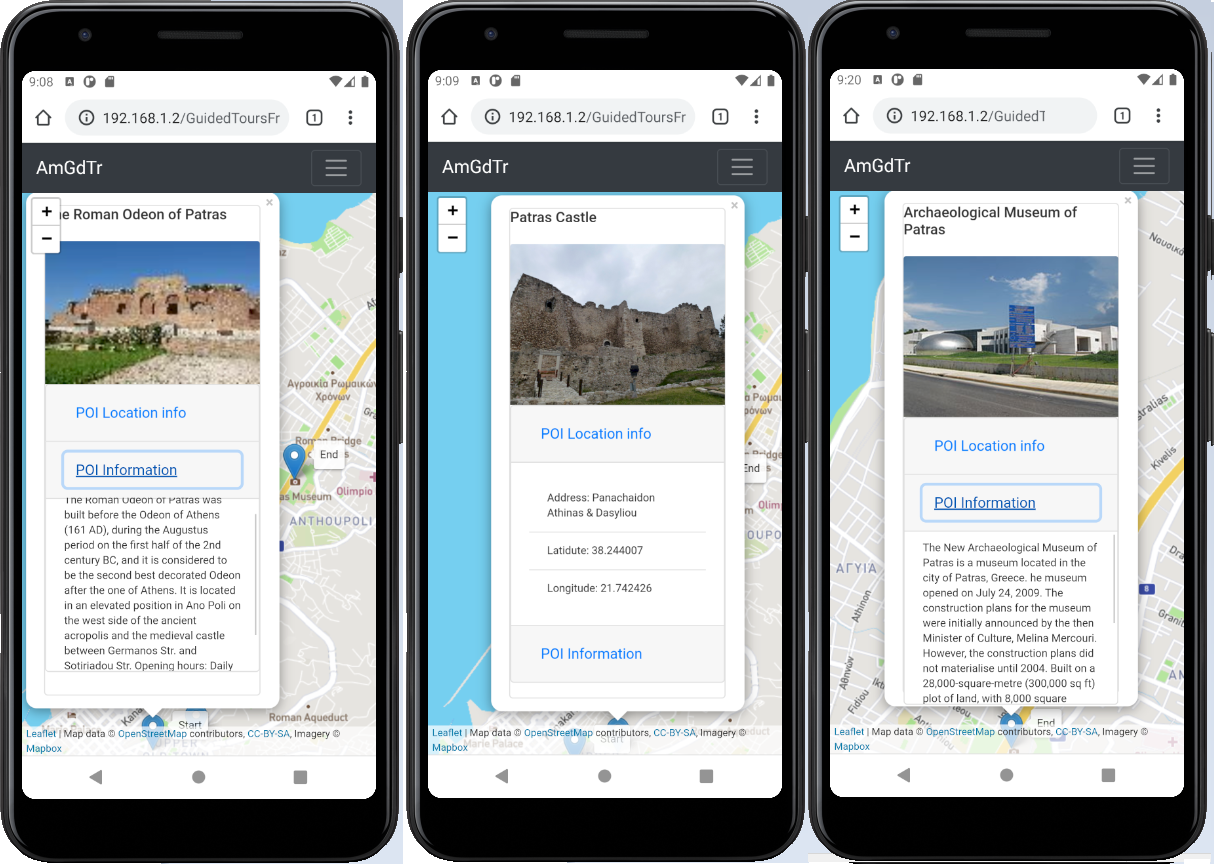 9:08
192.168.1.2/GuidedToursFr
1
AmGdTr
+
−
e Roman Odeon of Patras
×
POI Location info
POI Information
The Roman Odeon of Patras was
built before the Odeon of Athens
(161 AD), during the Augustus
period on the first half of the 2nd
century BC, and it is considered to
be the second best decorated Odeon
after the one of Athens. It is located
in an elevated position in Ano Poli on
the west side of the ancient
acropolis and the medieval castle
between Germanos Str. and
Sotiriadou Str. Opening hours: Daily
Αγροικία Ρωμαικών
Χρόνων
Roman Bridge
End
as Museum
Olimpio
ANTHOUPOLI
Kana
Start
Roman Aqueduct
UPPER
Leaflet | Map data © OpenStreetMap contributors, CC-BY-SA, Imagery ©
Mapbox
9:09
192.168.1.2/GuidedToursFr
1
AmGdTr
+
−
Patras Castle
×
POI Location info
Address: Panachaidon
Athinas & Dasyliou
Latidute: 38.244007
Longitude: 21.742426
POI Information
End
Start
Leaflet | Map data © OpenStreetMap contributors, CC-BY-SA, Imagery ©
Mapbox
9:20
192.168.1.2/GuidedT
1
AmGdTr
+
−
Archaeological Museum of
Patras
×
POI Location info
POI Information
The New Archaeological Museum of
Patras is a museum located in the
city of Patras, Greece. he museum
opened on July 24, 2009. The
construction plans for the museum
were initially announced by the then
Minister of Culture, Melina Mercouri.
However, the construction plans did
not materialise until 2004. Built on a
28,000-square-metre (300,000 sq ft)
plot of land, with 8,000 square
Ναυσικά
stratias
Kivelis
ΑΓΥΙΑ
Athinon
Αθηνών
8
End
Leaflet | Map data © OpenStreetMap contributors, CC-BY-SA, Imagery ©
Mapbox